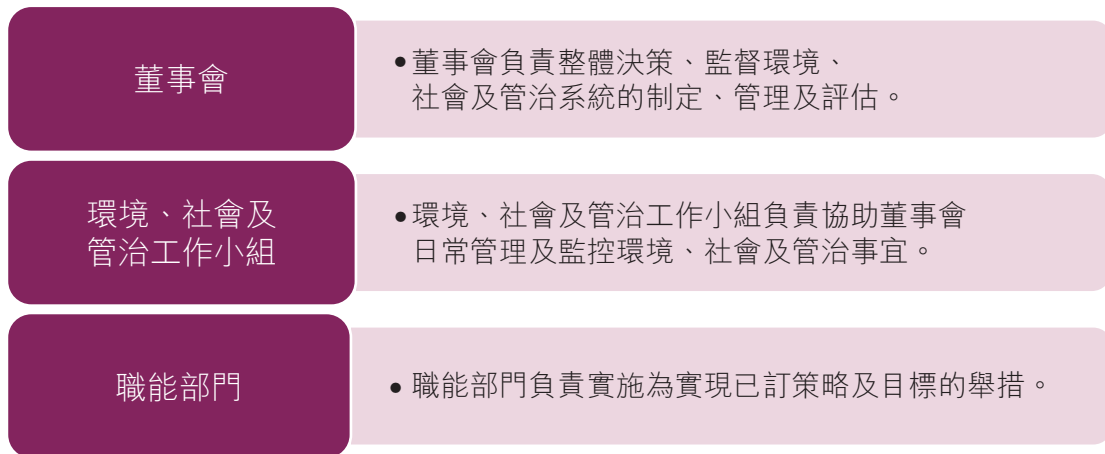 董事會
•董事會負責整體決策、監督環境、
社會及管治系統的制定、管理及評估。
環境、社會及
管治工作小組
•環境、社會及管治工作小組負責協助董事會
日常管理及監控環境、社會及管治事宜。
職能部門
• 職能部門負責實施為實現已訂策略及目標的舉措。